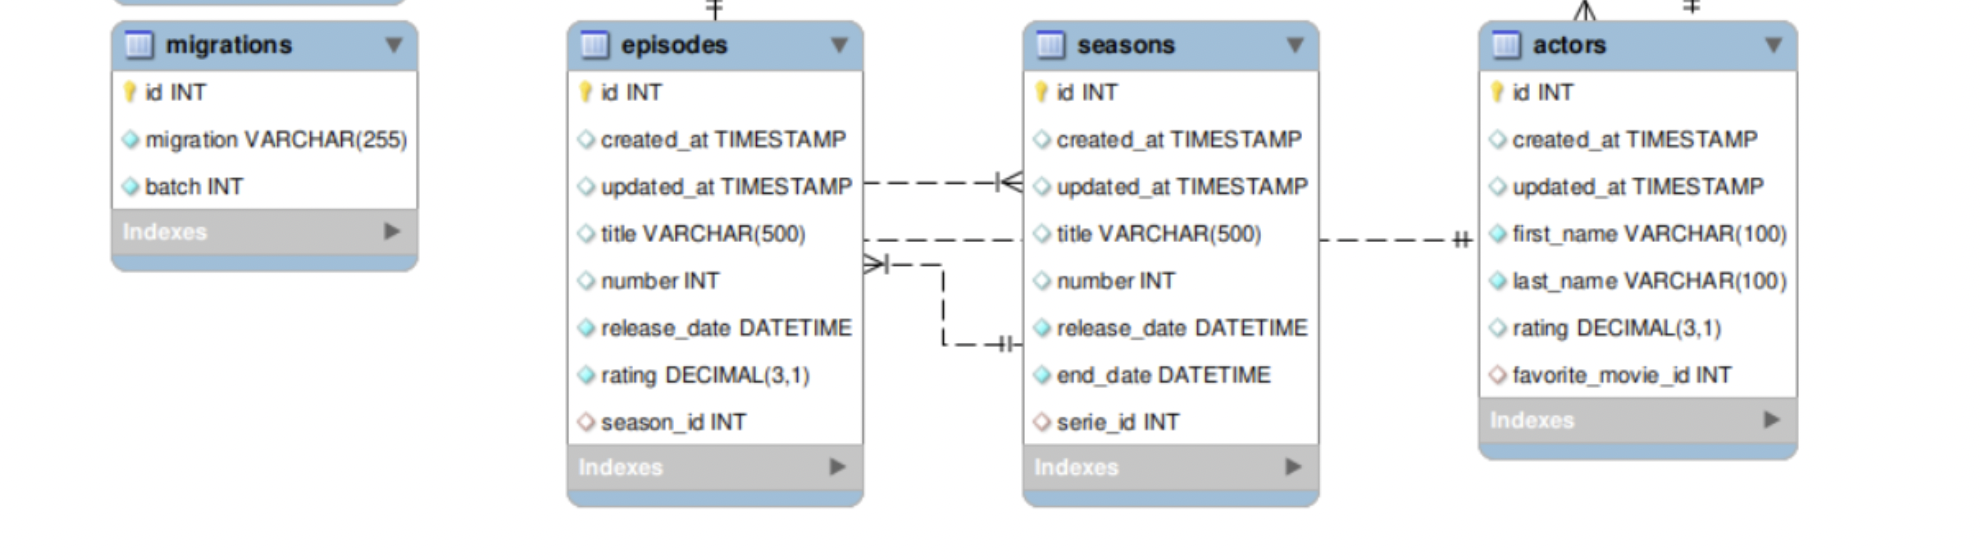 migrations
id INT
migration VARCHAR(255)
batch INT
Indexes
episodes
id INT
created_at TIMESTAMP
updated_at TIMESTAMP
title VARCHAR(500)
number INT
release_date DATETIME
rating DECIMAL(3,1)
season_id INT
Indexes
seasons
id INT
created_at TIMESTAMP
updated_at TIMESTAMP
title VARCHAR(500)
number INT
release_date DATETIME
end_date DATETIME
serie_id INT
Indexes
actors
id INT
created_at TIMESTAMP
updated_at TIMESTAMP
first_name VARCHAR(100)
last_name VARCHAR(100)
rating DECIMAL(3,1)
favorite_movie_id INT
Indexes